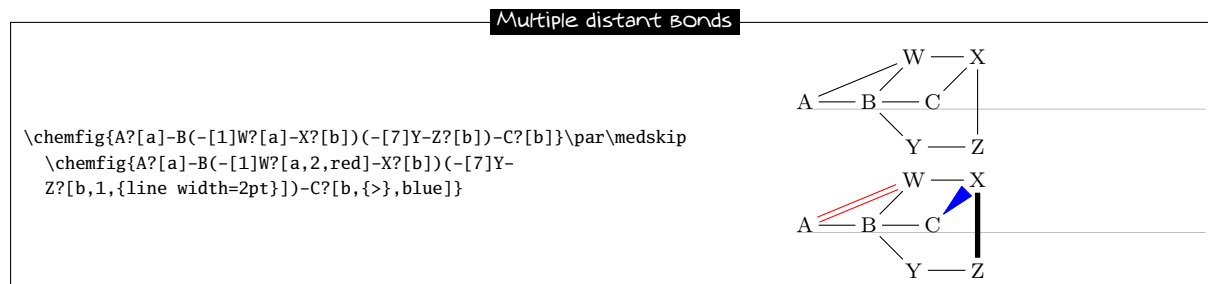 Multiple distant Bonds
\chemfig{A?[a]-B(-[1]W?[a]-X?[b])(-[7]Y-Z?[b])-C?[b]}\par\medskip
\chemfig{A?[a]-B(-[1]W?[a,2,red]-X?[b])(-[7]Y-
Z?[b,1,{line width=2pt}])-C?[b,{>},blue]}
W X
A B C
Y Z
W X
A B C
Y Z